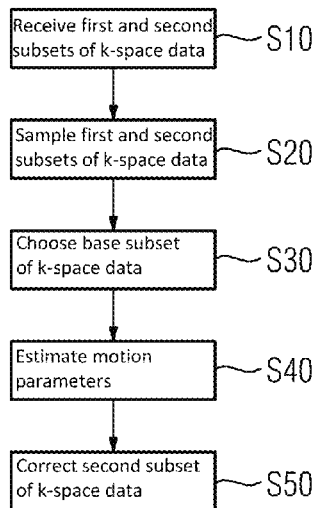 Receive first and second
subsets of k-space data
S10
Sample first and second
subsets of k-space data
S20
Choose base subset
of k-space data
S30
Estimate motion
parameters
S40
Correct second subset
of k-space data
S50